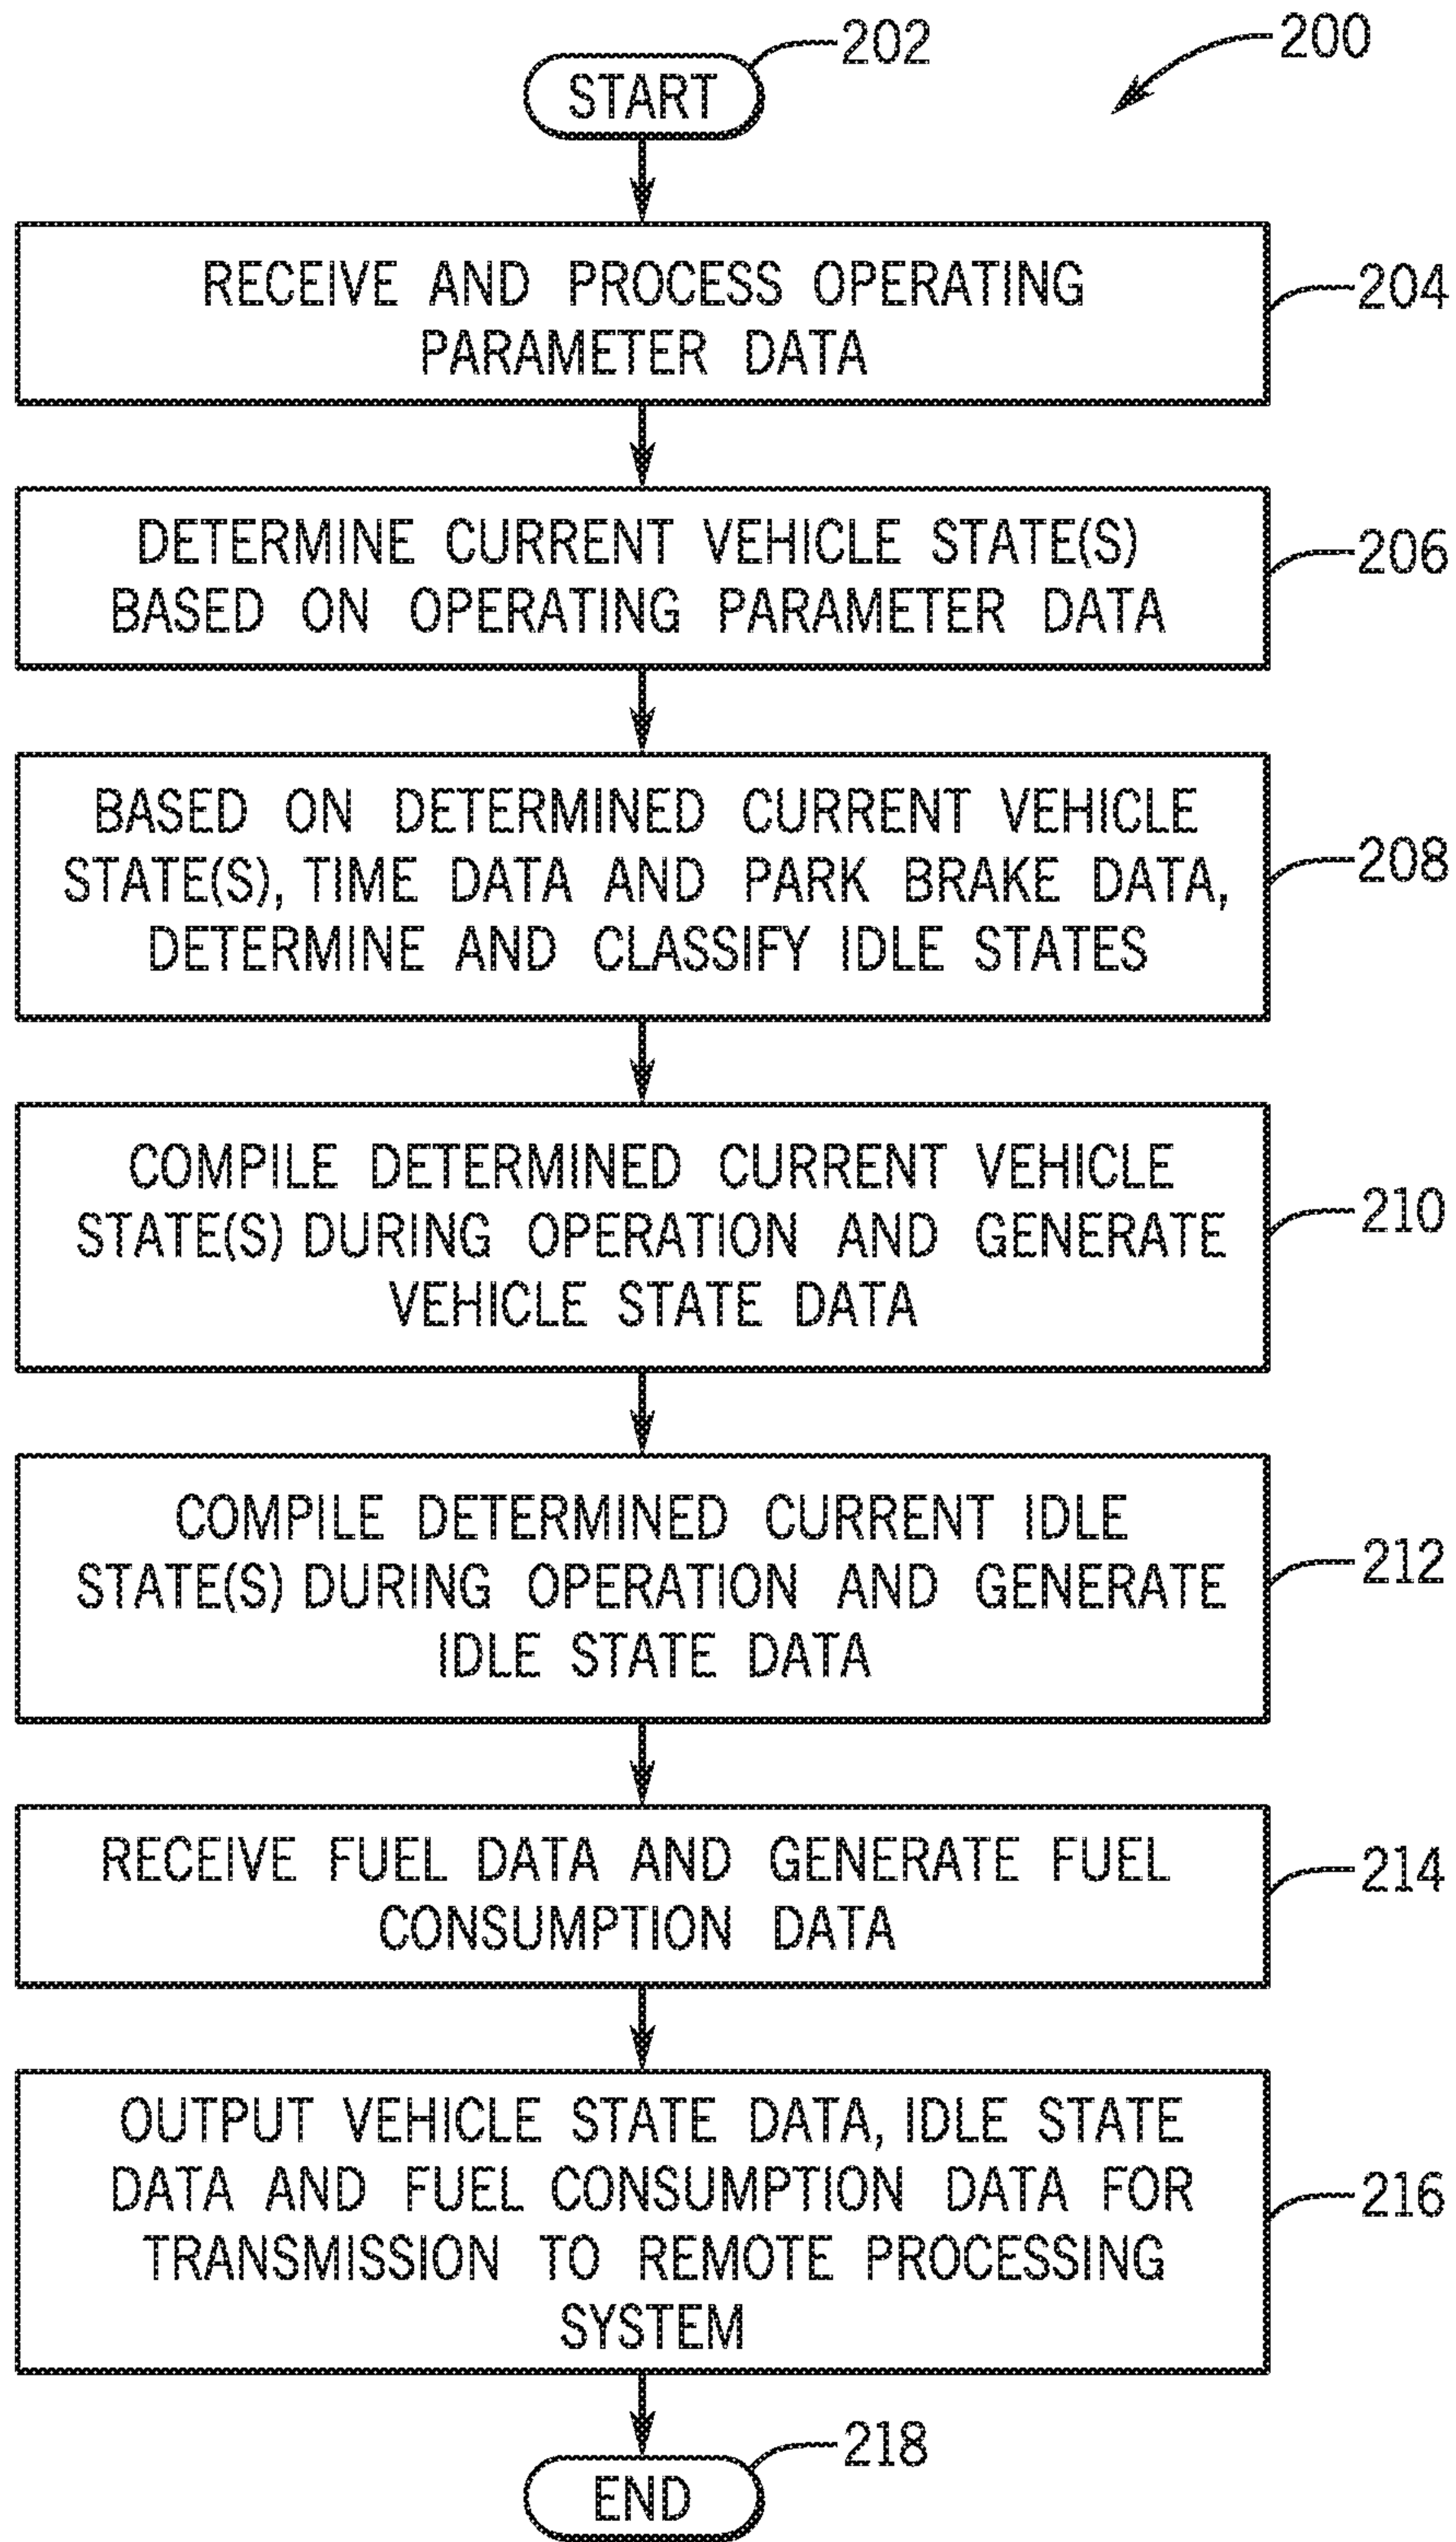 202
200
START
RECEIVE AND PROCESS OPERATING
PARAMETER DATA
204
DETERMINE CURRENT VEHICLE STATE(S)
BASED ON OPERATING PARAMETER DATA
206
BASED ON DETERMINED CURRENT VEHICLE
STATE(S), TIME DATA AND PARK BRAKE DATA,
DETERMINE AND CLASSIFY IDLE STATES
208
COMPILE DETERMINED CURRENT VEHICLE
STATE(S) DURING OPERATION AND GENERATE
VEHICLE STATE DATA
210
COMPILE DETERMINED CURRENT IDLE
STATE(S) DURING OPERATION AND GENERATE
IDLE STATE DATA
212
RECEIVE FUEL DATA AND GENERATE FUEL
CONSUMPTION DATA
214
OUTPUT VEHICLE STATE DATA, IDLE STATE
DATA AND FUEL CONSUMPTION DATA FOR
TRANSMISSION TO REMOTE PROCESSING
SYSTEM
216
218
END